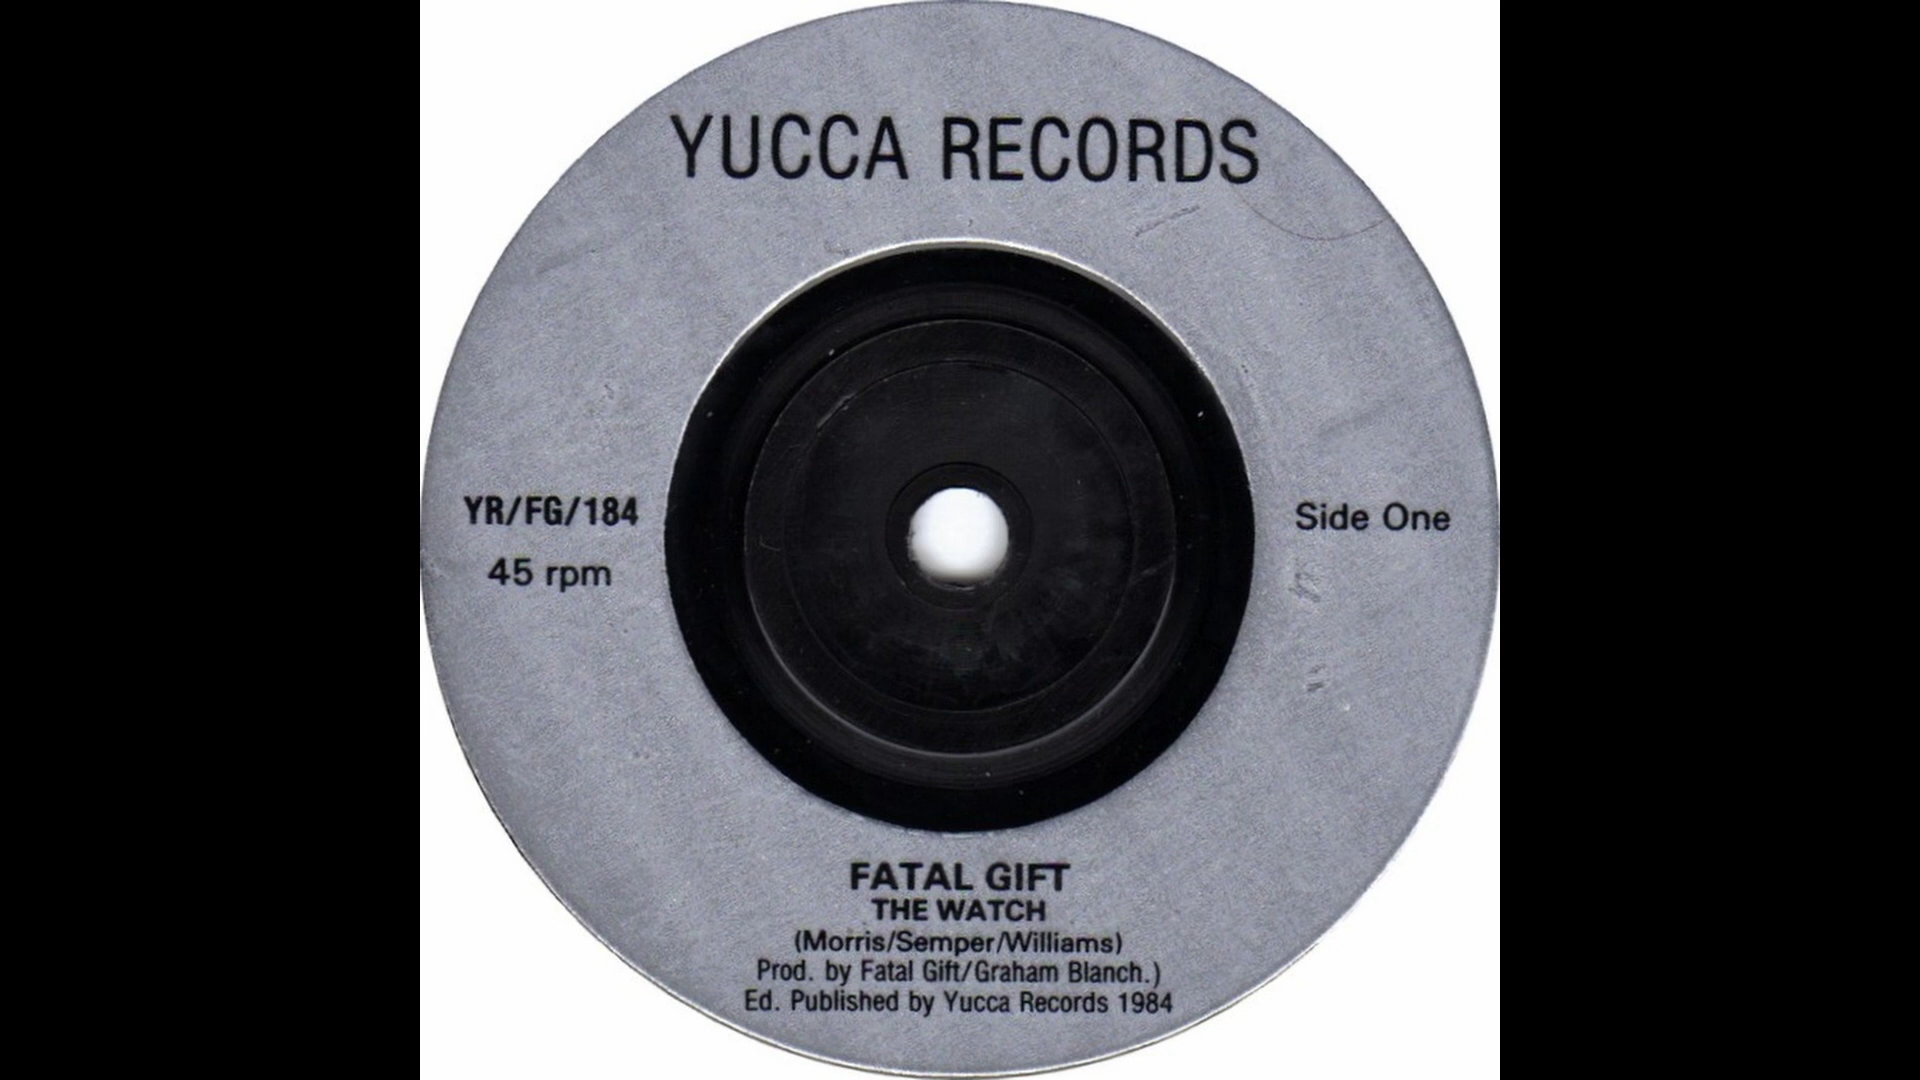 YUCCA RECORDS
YR/FG/184
45 rpm
Side One
FATAL GIFT
THE WATCH
(Morris/Semper/Williams)
Prod. by Fatal Gift/Graham Blanch.)
Ed. Published by Yucca Records 1984